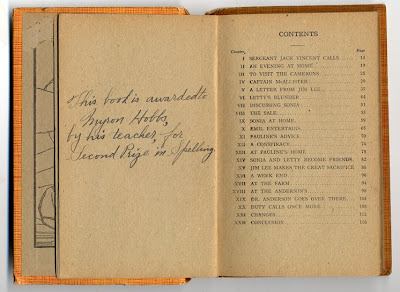 This book is awarded to
Myron Hobbs,
by his teacher, for
Second Prize in Spelling.
CONTENTS
Chapter Page
I SERGEANT JACK VINCENT CALLS 11
II AN EVENING AT HOME
III TO VISIT THE CAMERONS
IV CAPTAIN McALLISTER
V A LETTER FROM JIM LEE
VI LETTY'S BLUNDER
VII DISCUSSING SONIA
VIII THE SALE
IX SONIA AT HOME
X EMIL ENTERTAINS
XI PAULINE'S ADVICE
XII A CONSPIRACY
XIII AT PAULINE'S HOME
XIV SONIA AND LETTY BECOME FRIENDS
XV JIM LEE MAKES THE GREAT SACRIFICE
XVI A WEEK END
XVII AT THE FARM
XVIII AT THE ANDERSON'S
XIX DR. ANDERSON GOES OVER THERE
XX DUTY CALLS ONCE MORE
CHANGES
CONCLUSION